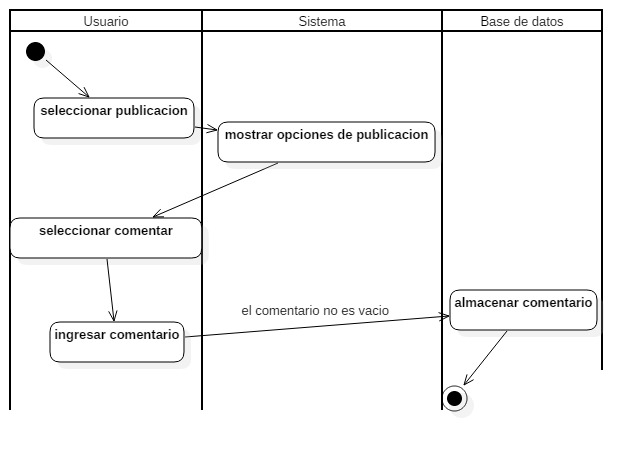 Usuario
Sistema
Base de datos
seleccionar publicacion
mostrar opciones de publicacion
seleccionar comentar
el comentario no es vacio
almacenar comentario
ingresar comentario